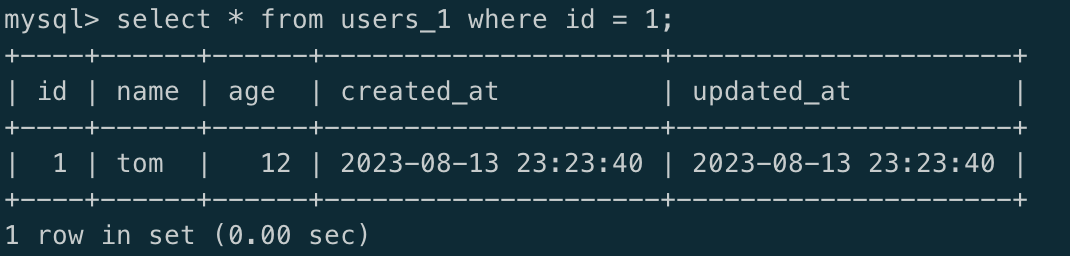 mysql> select * from users_1 where id = 1;
+----+------+------+---------------------+---------------------+
| id | name | age  | created_at          | updated_at          |
+----+------+------+---------------------+---------------------+
|  1 | tom  |   12 | 2023-08-13 23:23:40 | 2023-08-13 23:23:40 |
+----+------+------+---------------------+---------------------+
1 row in set (0.00 sec)